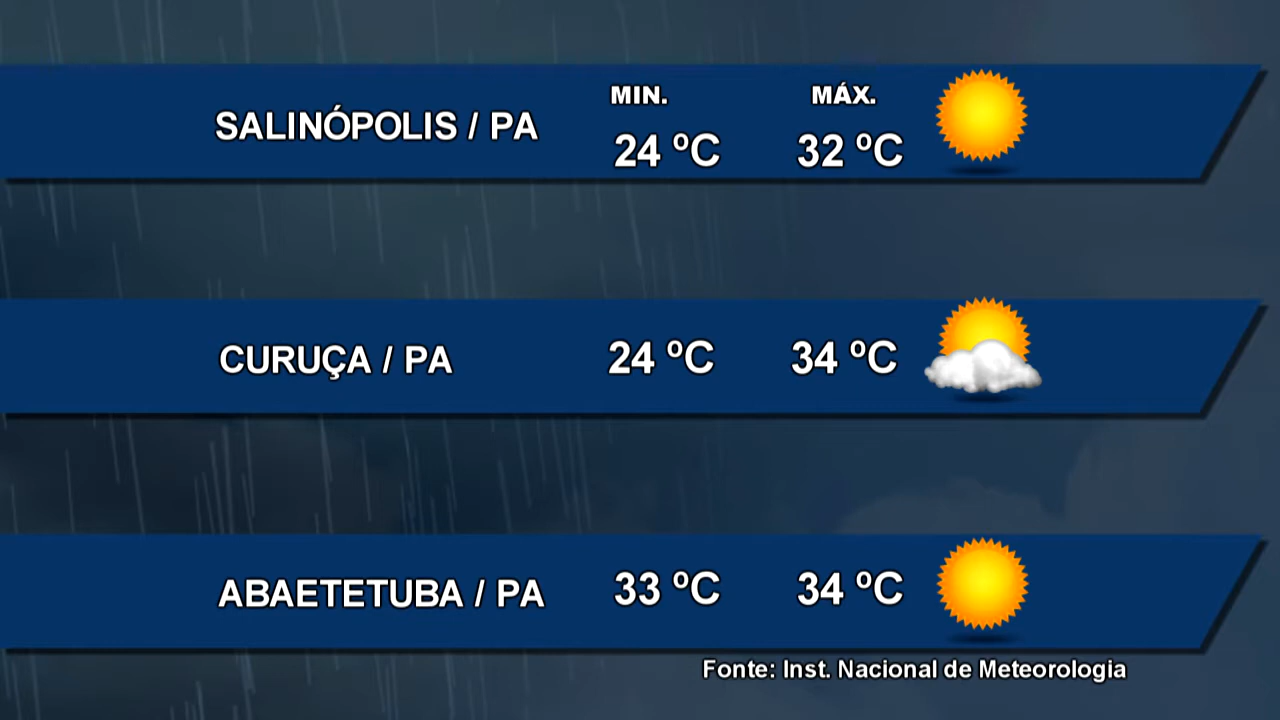 MIN. MÁX.
SALINÓPOLIS / PA 24 ºC 32 ºC
CURUÇA / PA 24 ºC 34 ºC
ABAETETUBA / PA 33 ºC 34 ºC
Fonte: Inst. Nacional de Meteorologia